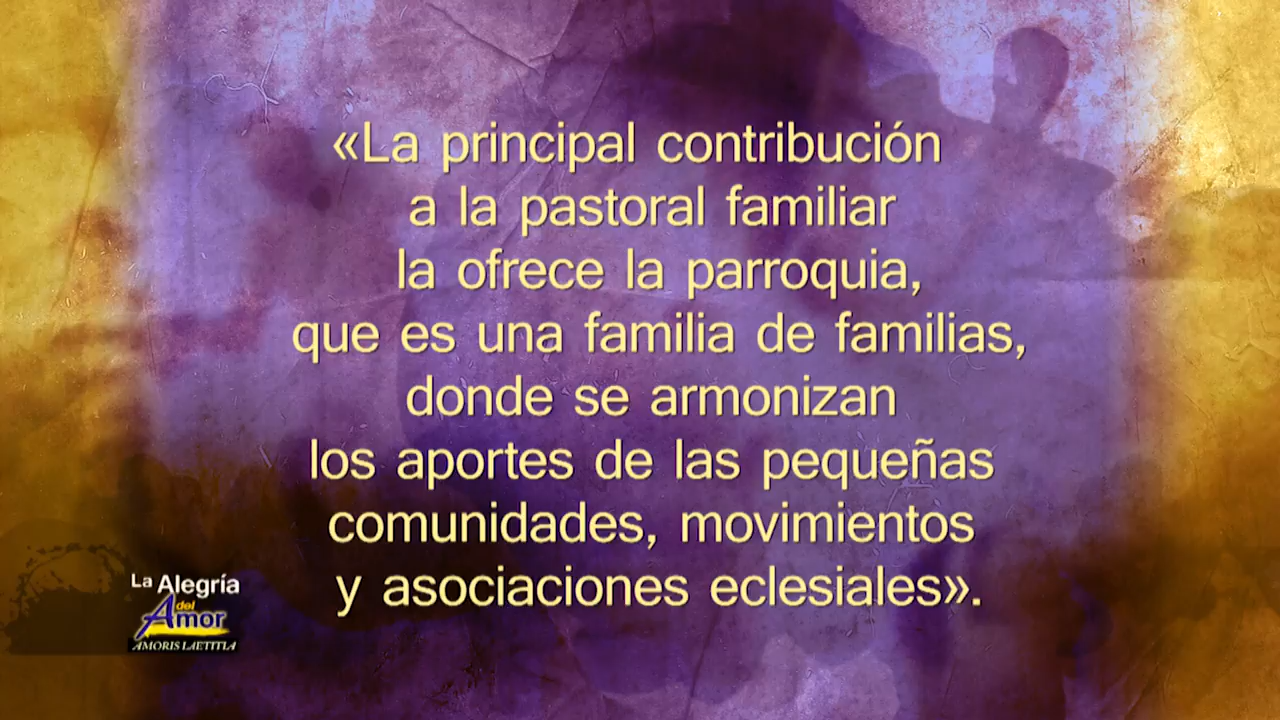 «La principal contribución
a la pastoral familiar
la ofrece la parroquia,
que es una familia de familias,
donde se armonizan
los aportes de las pequeñas
comunidades, movimientos
y asociaciones eclesiales».
La Alegría
del
Amor
AMORIS LAETITIA